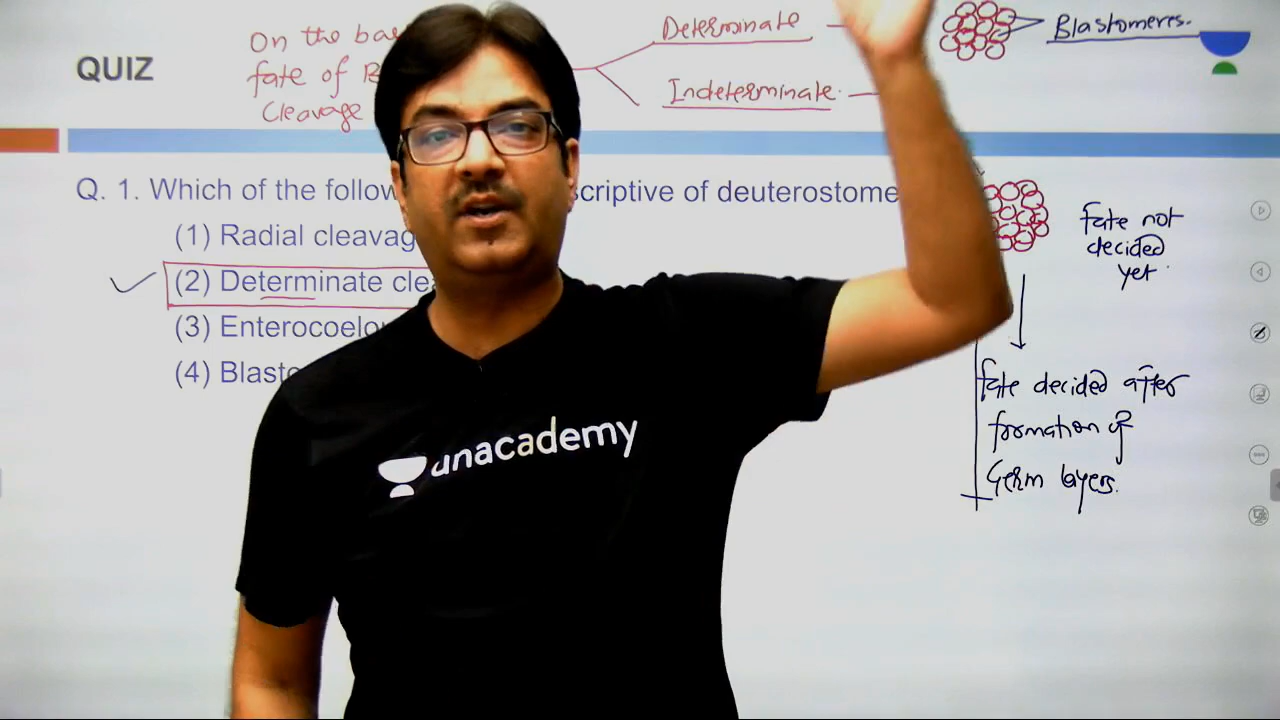 QUIZ
On the
fate of
Cleavage
Determinate
Indeterminate
Blastomeres.
Q. 1. Which of the follow scriptive of deuterostome
(1) Radial cleavag
(2) Determinate cle
(3) Enterocoelo
(4) Blasto
fate not
decided
yet
fate decided after
formation of
Germ layers.
unacademy